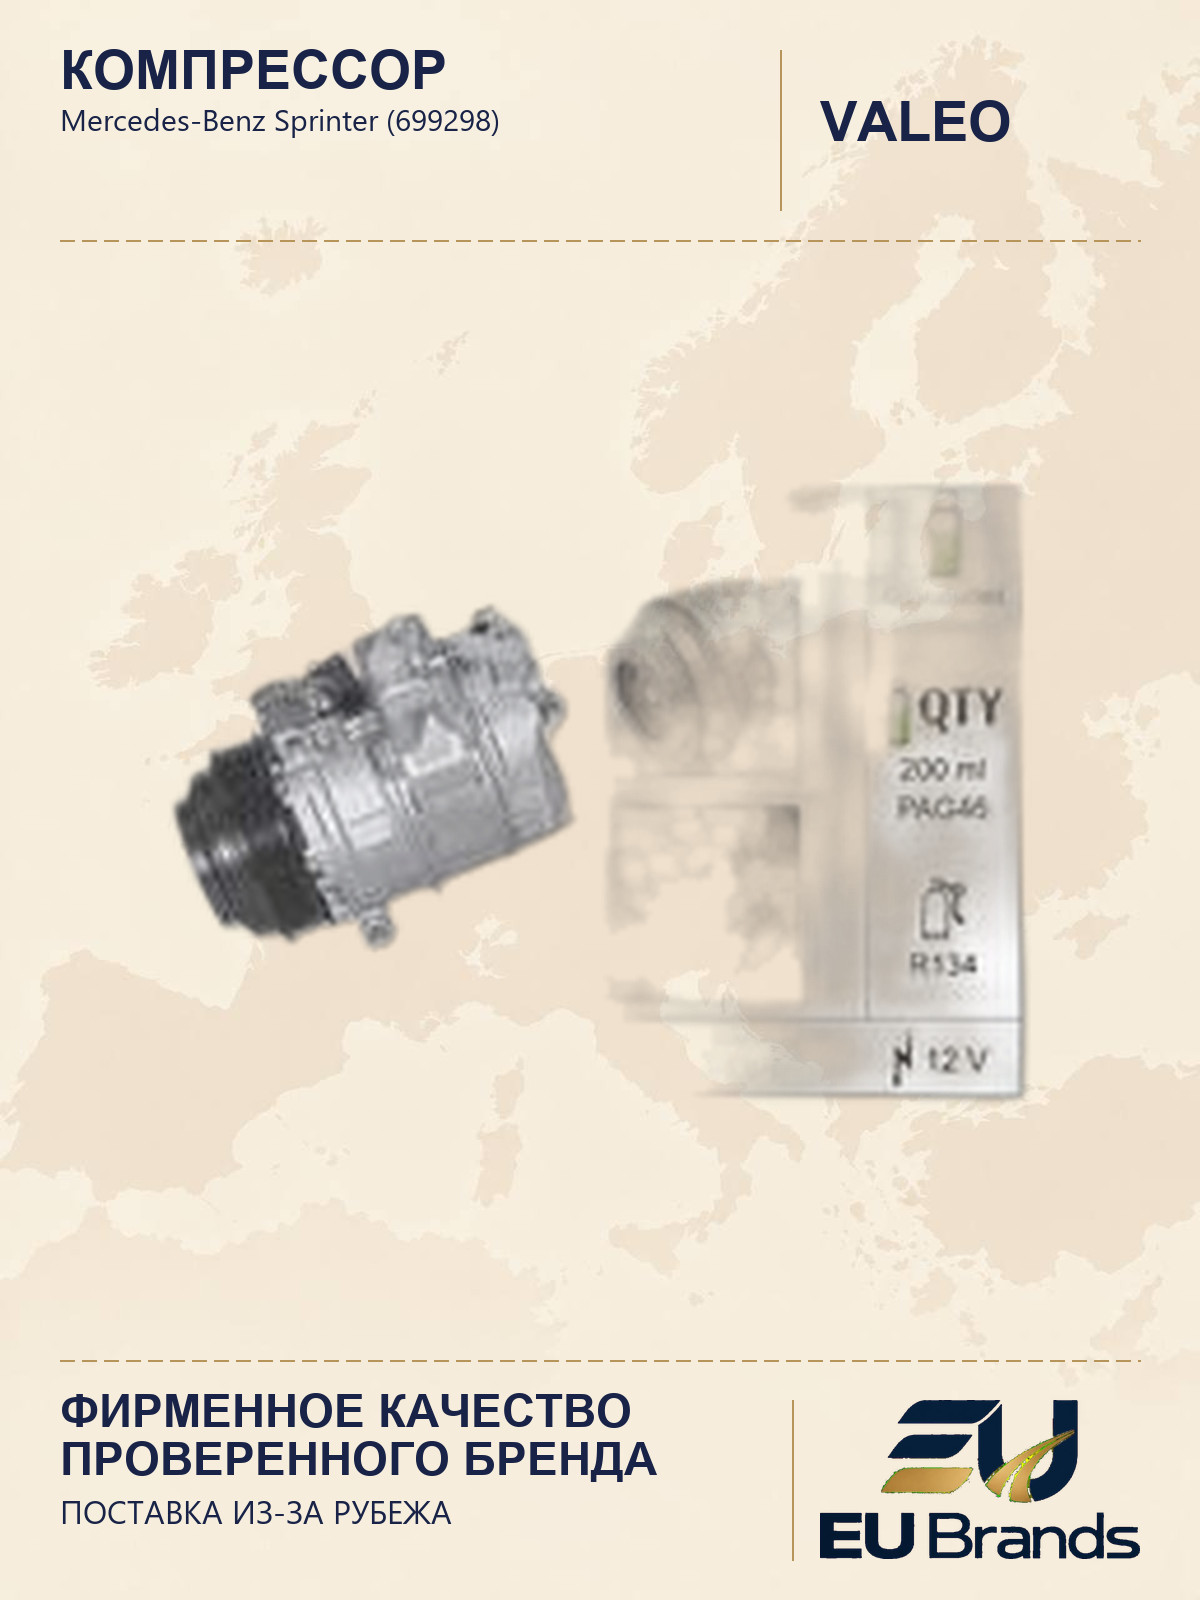 КОМПРЕССОР
Mercedes-Benz Sprinter (699298)
VALEO
QTY
200 ml
PAG46
R134
12 V
ФИРМЕННОЕ КАЧЕСТВО
ПРОВЕРЕННОГО БРЕНДА
ПОСТАВКА ИЗ-ЗА РУБЕЖА
EU
EU Brands